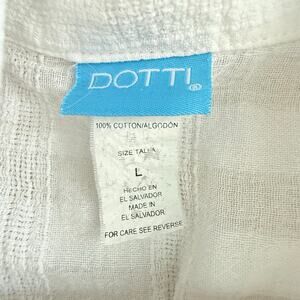 DOTTI®
100% COTTON/ALGODÓN
SIZE TALLA
L
HECHO EN
EL SALVADOR
MADE IN
EL SALVADOR
FOR CARE SEE REVERSE